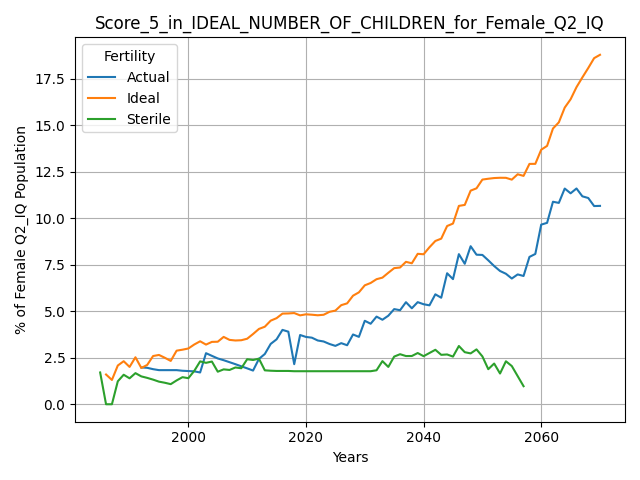 Score_5_in_IDEAL_NUMBER_OF_CHILDREN_for_Female_Q2_IQ
Fertility
Actual
Ideal
Sterile
% of Female Q2_IQ Population
17.5
15.0
12.5
10.0
7.5
5.0
2.5
0.0
2000
2020
2040
2060
Years